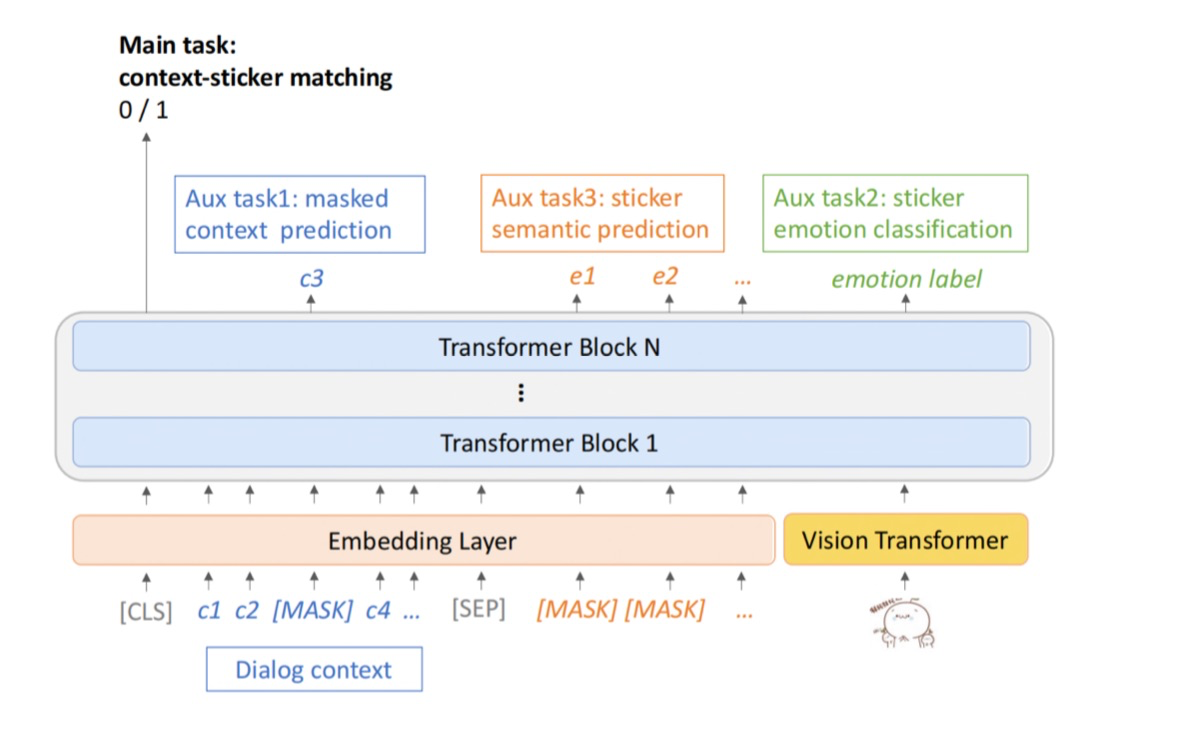 Main task:
context-sticker matching
0 / 1
Aux task1: masked
context prediction
Aux task3: sticker
semantic prediction
Aux task2: sticker
emotion classification
c3
e1 e2 ... emotion label
Transformer Block N
⋮
Transformer Block 1
Embedding Layer
Vision Transformer
[CLS] c1 c2 [MASK] c4 ... [SEP] [MASK] [MASK] ...
Dialog context